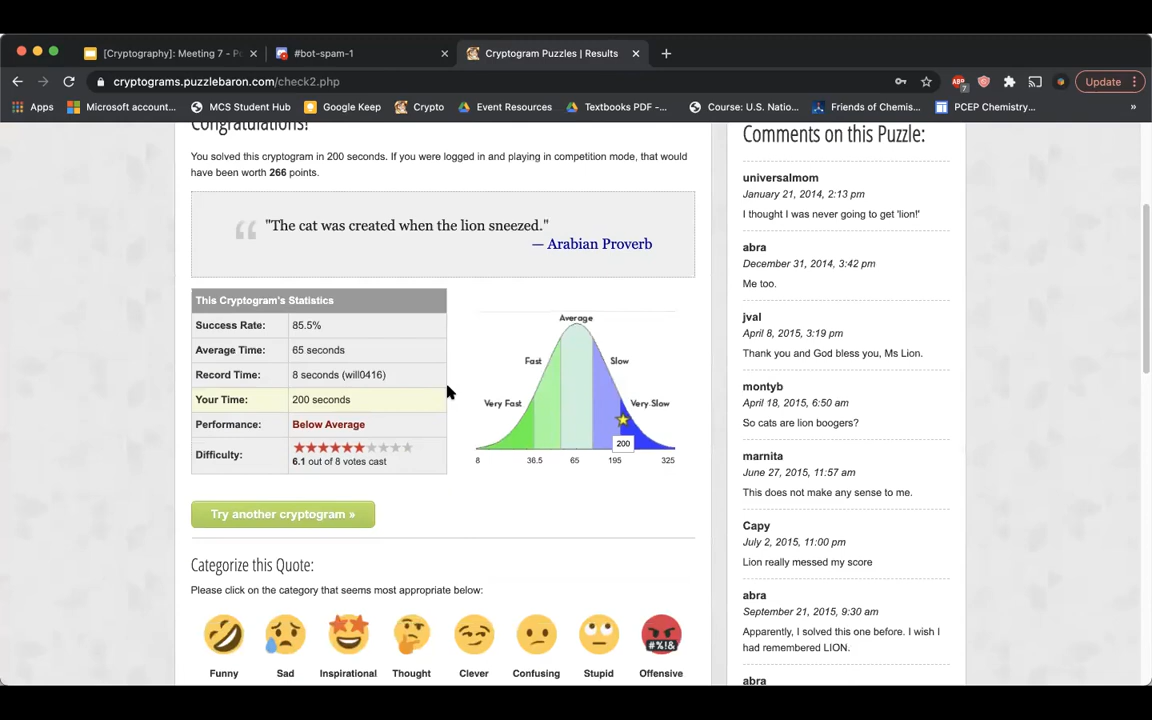 [Cryptography]: Meeting 7 - P
#bot-spam-1
Cryptogram Puzzles | Results
cryptograms.puzzlebaron.com/check2.php
Update
Apps
Microsoft account...
MCS Student Hub
Google Keep
Crypto
Event Resources
Textbooks PDF -...
Course: U.S. Natio...
Friends of Chemis...
PCEP Chemistry...
»
Congratulations!
You solved this cryptogram in 200 seconds. If you were logged in and playing in competition mode, that would
have been worth 266 points.
"The cat was created when the lion sneezed."
— Arabian Proverb
This Cryptogram's Statistics
Success Rate: 85.5%
Average Time: 65 seconds
Record Time: 8 seconds (will0416)
Your Time: 200 seconds
Performance: Below Average
Difficulty: 6.1 out of 8 votes cast
Average
Fast
Slow
Very Fast
Very Slow
200
8 36.5 65 195 325
Try another cryptogram »
Categorize this Quote:
Please click on the category that seems most appropriate below:
#%!&
Funny Sad Inspirational Thought Clever Confusing Stupid Offensive
Comments on this Puzzle:
universalmom
January 21, 2014, 2:13 pm
I thought I was never going to get 'lion!'
abra
December 31, 2014, 3:42 pm
Me too.
jval
April 8, 2015, 3:19 pm
Thank you and God bless you, Ms Lion.
montyb
April 18, 2015, 6:50 am
So cats are lion boogers?
marnita
June 27, 2015, 11:57 am
This does not make any sense to me.
Capy
July 2, 2015, 11:00 pm
Lion really messed my score
abra
September 21, 2015, 9:30 am
Apparently, I solved this one before. I wish I
had remembered LION.
abra